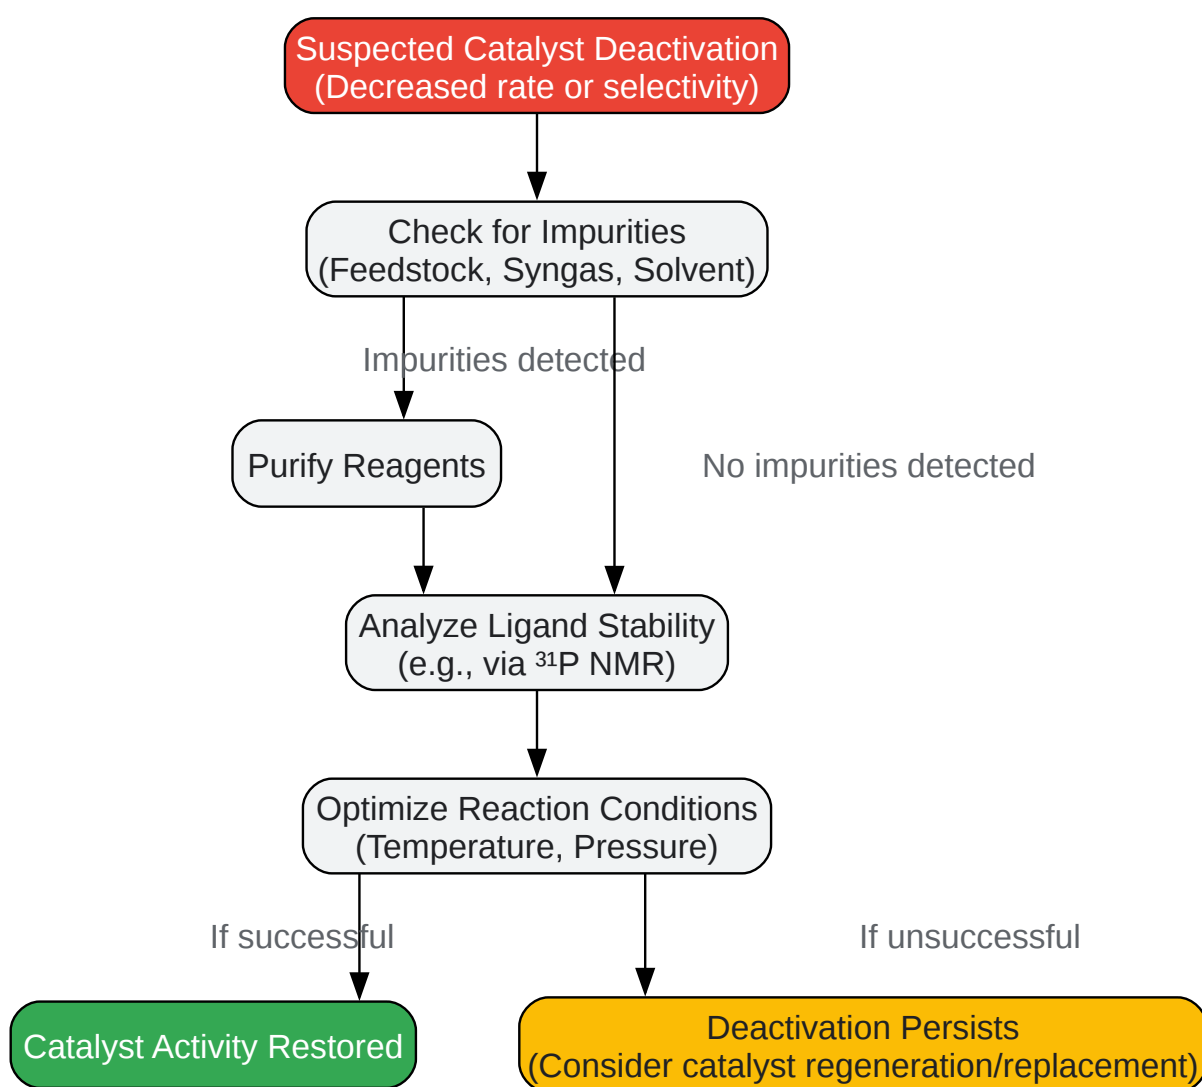 Suspected Catalyst Deactivation
(Decreased rate or selectivity)
Check for Impurities
(Feedstock, Syngas, Solvent)
Impurities detected
Purify Reagents
No impurities detected
Analyze Ligand Stability
(e.g., via ³¹P NMR)
Optimize Reaction Conditions
(Temperature, Pressure)
If successful
If unsuccessful
Catalyst Activity Restored
Deactivation Persists
(Consider catalyst regeneration/replacement)